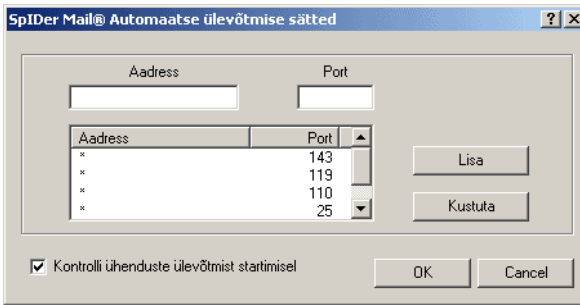 SpIDer Mail® Automaatse ülevõtmise sätted
Aadress Port
Aadress Port
* 143
* 119
* 110
* 25
Lisa
Kustuta
Kontrolli ühenduste ülevõtmist startimisel
OK Cancel